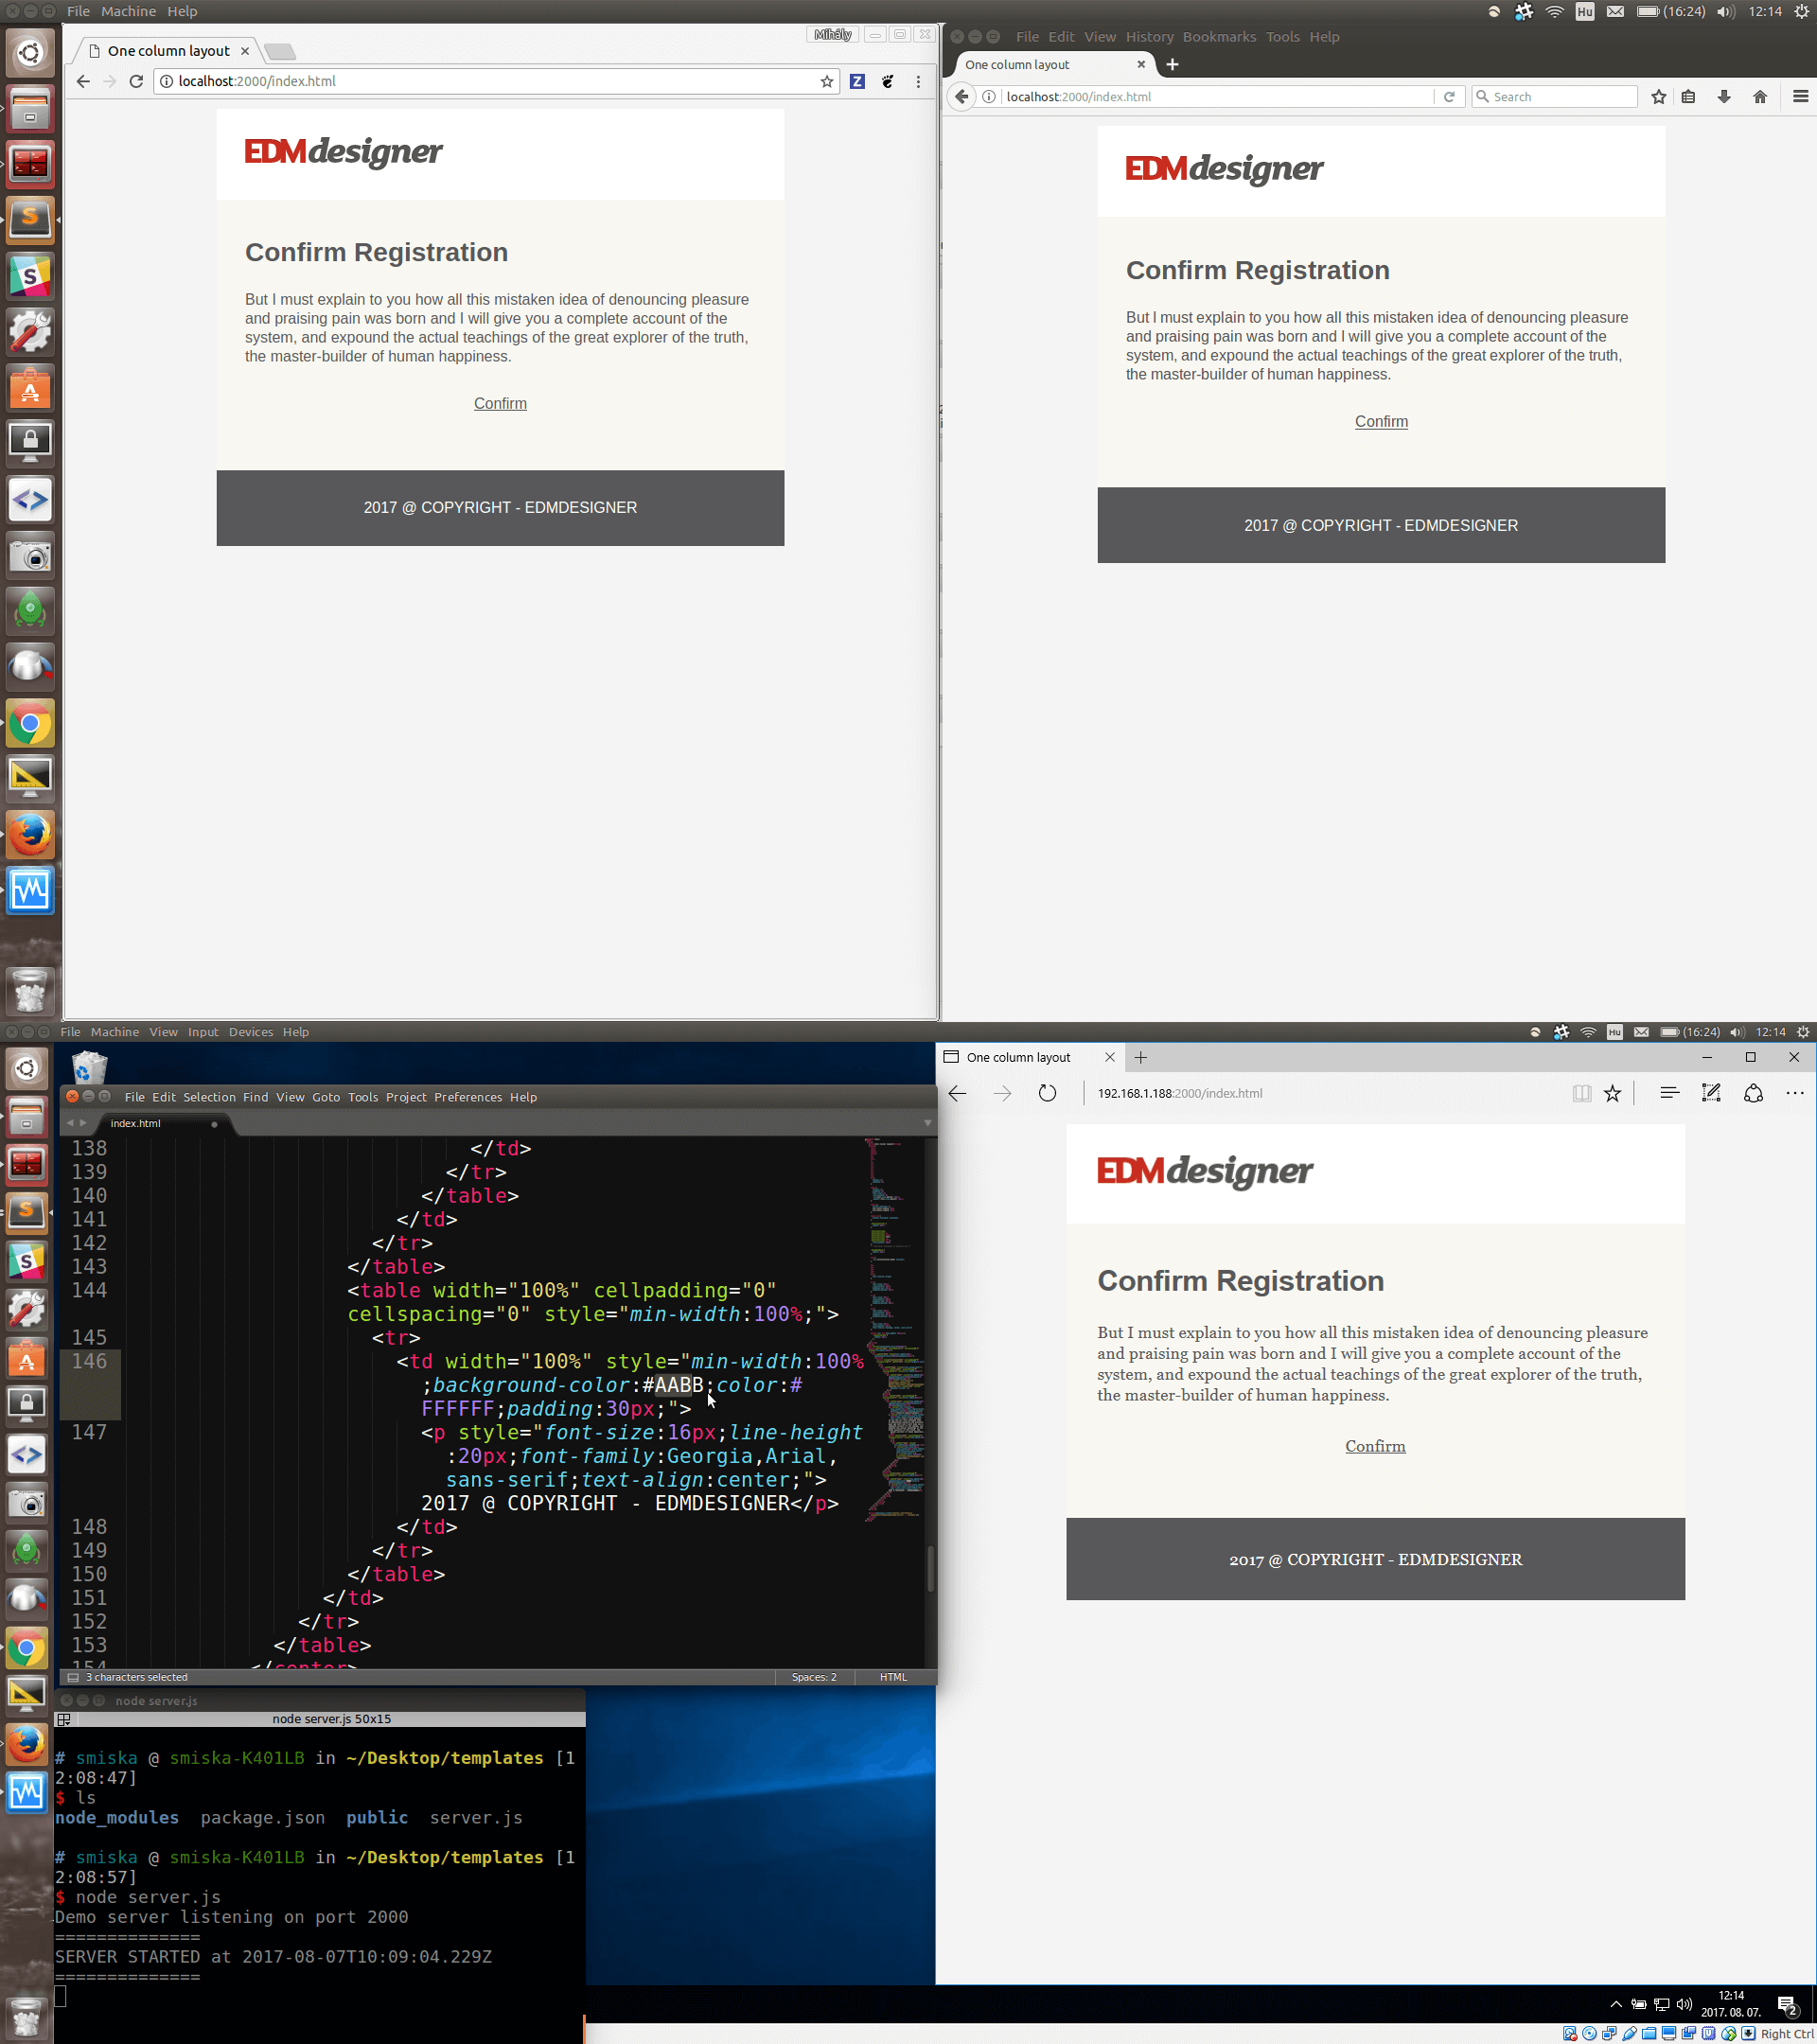 File Machine Help
Hu (16:24) 12:14
One column layout
Mihály
localhost:2000/index.html
EDMdesigner
Confirm Registration
But I must explain to you how all this mistaken idea of denouncing pleasure
and praising pain was born and I will give you a complete account of the
system, and expound the actual teachings of the great explorer of the truth,
the master-builder of human happiness.
Confirm
2017 @ COPYRIGHT - EDMDESIGNER
File Edit View History Bookmarks Tools Help
One column layout
localhost:2000/index.html
Search
EDMdesigner
Confirm Registration
But I must explain to you how all this mistaken idea of denouncing pleasure
and praising pain was born and I will give you a complete account of the
system, and expound the actual teachings of the great explorer of the truth,
the master-builder of human happiness.
Confirm
2017 @ COPYRIGHT - EDMDESIGNER
File Machine View Input Devices Help
Hu (16:24) 12:14
File Edit Selection Find View Goto Tools Project Preferences Help
index.html
138 </td>
139 </tr>
140 </table>
141 </td>
142 </tr>
143 </table>
144 <table width="100%" cellpadding="0"
cellspacing="0" style="min-width:100%;">
145 <tr>
146 <td width="100%" style="min-width:100%
;background-color:#AABB;color:#
FFFFFF;padding:30px;">
147 <p style="font-size:16px;line-height
:20px;font-family:Georgia,Arial,
sans-serif;text-align:center;">
2017 @ COPYRIGHT - EDMDESIGNER</p>
148 </td>
149 </tr>
150 </table>
151 </td>
152 </tr>
153 </table>
154 </center>
3 characters selected
Spaces: 2 HTML
node server.js
node server.js 50x15
# smiska @ smiska-K401LB in ~/Desktop/templates [1
2:08:47]
$ ls
node_modules package.json public server.js
# smiska @ smiska-K401LB in ~/Desktop/templates [1
2:08:57]
$ node server.js
Demo server listening on port 2000
==============
SERVER STARTED at 2017-08-07T10:09:04.229Z
==============
One column layout
192.168.1.188:2000/index.html
EDMdesigner
Confirm Registration
But I must explain to you how all this mistaken idea of denouncing pleasure
and praising pain was born and I will give you a complete account of the
system, and expound the actual teachings of the great explorer of the truth,
the master-builder of human happiness.
Confirm
2017 @ COPYRIGHT - EDMDESIGNER
12:14
2017. 08. 07.
2
Right Ctrl